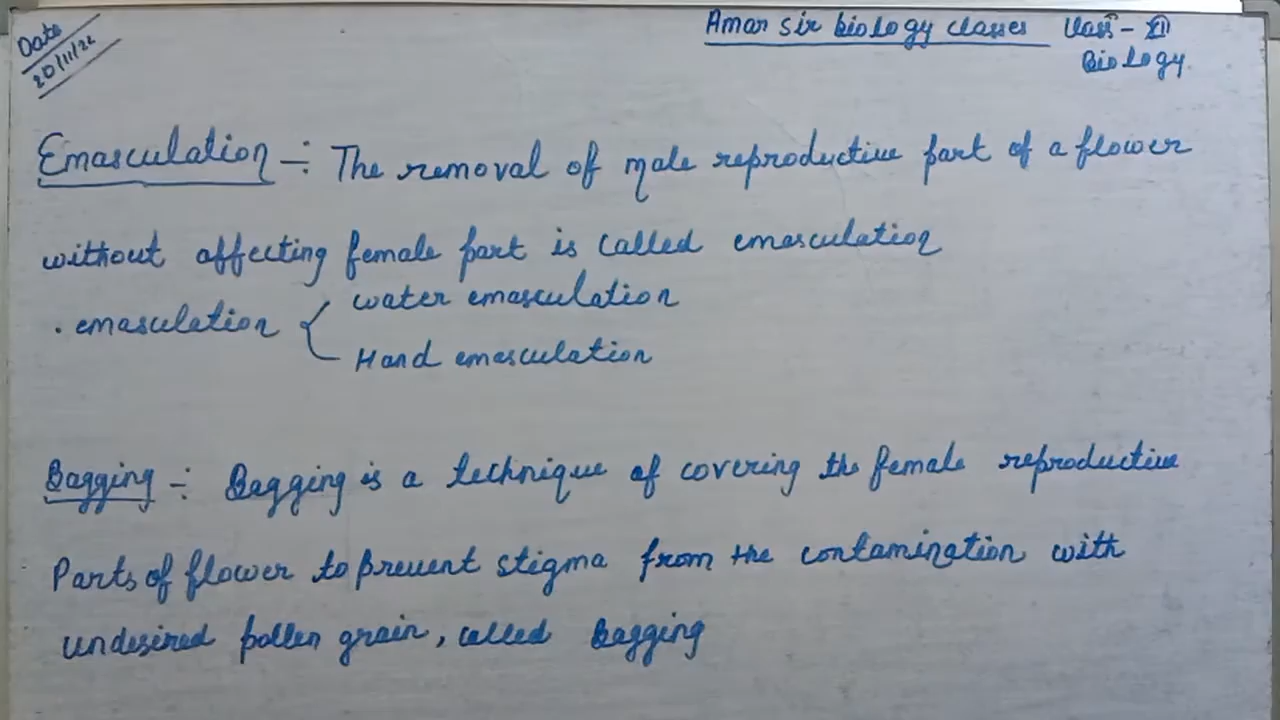 Date
20/11/22
Amar sir biology classes Class - XII
Biology
Emasculation -: The removal of male reproductive part of a flower
without affecting female part is called emasculation
. emasculation { water emasculation
Hand emasculation
Bagging -: Bagging is a technique of covering the female reproductive
Parts of flower to prevent stigma from the contamination with
undesired pollen grain, called Bagging